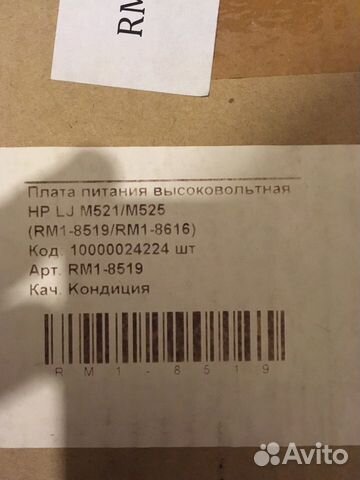 RM
Плата питания высоковольтная
HP LJ M521/M525
(RM1-8519/RM1-8616)
Код: 10000024224 шт
Арт. RM1-8519
Кач. Кондиция
RM1-8519
Avito